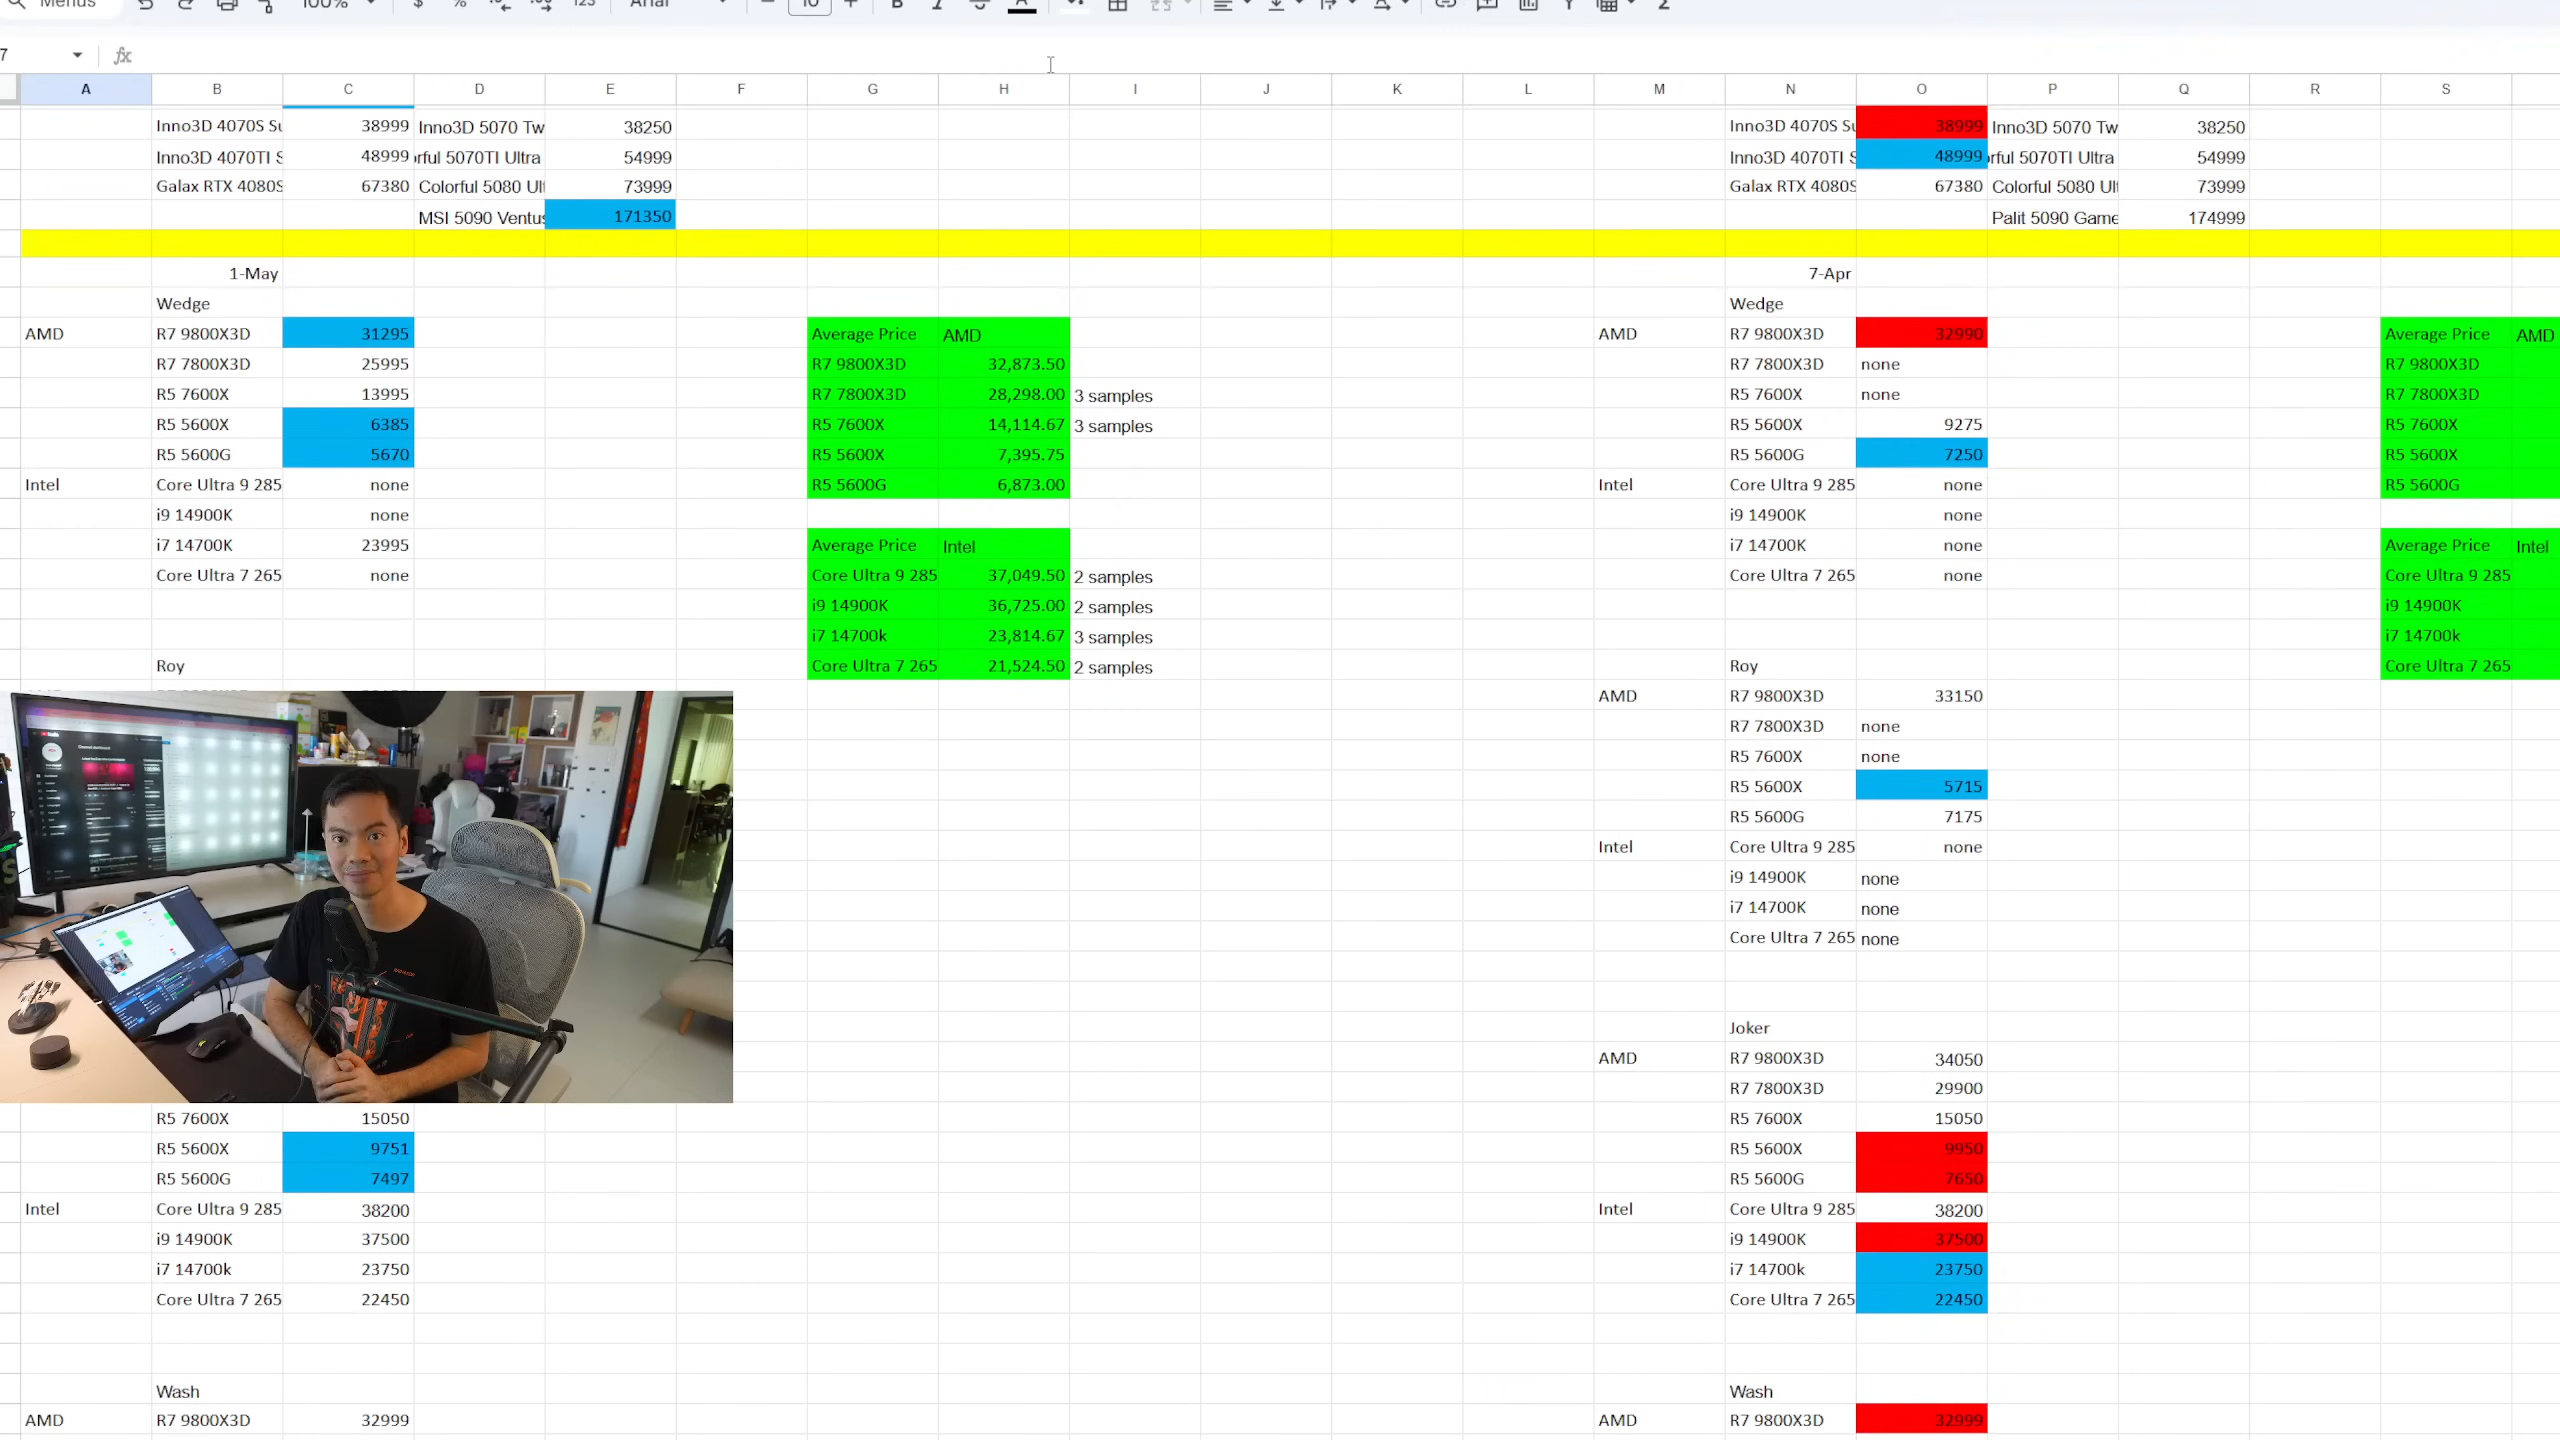 Menus 100% $ % 123 Arial 10 B I A Σ
7 fx
A B C D E F G H I J K L M N O P Q R S
Inno3D 4070S Su 38999 Inno3D 5070 Tw 38250 Inno3D 4070S Su 38999 Inno3D 5070 Tw 38250
Inno3D 4070TI S 48999 rful 5070TI Ultra 54999 Inno3D 4070TI S 48999 rful 5070TI Ultra 54999
Galax RTX 4080S 67380 Colorful 5080 Ult 73999 Galax RTX 4080S 67380 Colorful 5080 Ult 73999
MSI 5090 Ventus 171350 Palit 5090 Game 174999
1-May 7-Apr
Wedge Wedge
AMD R7 9800X3D 31295 Average Price AMD AMD R7 9800X3D 32990 Average Price AMD
R7 7800X3D 25995 R7 9800X3D 32,873.50 R7 7800X3D none R7 9800X3D
R5 7600X 13995 R7 7800X3D 28,298.00 3 samples R5 7600X none R7 7800X3D
R5 5600X 6385 R5 7600X 14,114.67 3 samples R5 5600X 9275 R5 7600X
R5 5600G 5670 R5 5600X 7,395.75 R5 5600G 7250 R5 5600X
Intel Core Ultra 9 285 none R5 5600G 6,873.00 Intel Core Ultra 9 285 none R5 5600G
i9 14900K none i9 14900K none
i7 14700K 23995 Average Price Intel i7 14700K none Average Price Intel
Core Ultra 7 265 none Core Ultra 9 285 37,049.50 2 samples Core Ultra 7 265 none Core Ultra 9 285
i9 14900K 36,725.00 2 samples i9 14900K
i7 14700k 23,814.67 3 samples i7 14700k
Roy Core Ultra 7 265 21,524.50 2 samples Roy Core Ultra 7 265
AMD R7 9800X3D 33150
R7 7800X3D none
R5 7600X none
R5 5600X 5715
R5 5600G 7175
Intel Core Ultra 9 285 none
i9 14900K none
i7 14700K none
Core Ultra 7 265 none
Joker
AMD R7 9800X3D 34050
R7 7800X3D 29900
R5 7600X 15050 R5 7600X 15050
R5 5600X 9751 R5 5600X 9950
R5 5600G 7497 R5 5600G 7650
Intel Core Ultra 9 285 38200 Intel Core Ultra 9 285 38200
i9 14900K 37500 i9 14900K 37500
i7 14700k 23750 i7 14700k 23750
Core Ultra 7 265 22450 Core Ultra 7 265 22450
Wash Wash
AMD R7 9800X3D 32999 AMD R7 9800X3D 32999